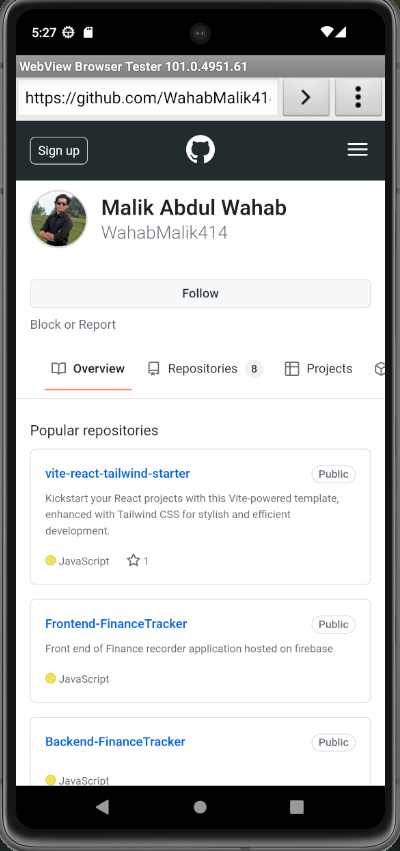 5:27
WebView Browser Tester 101.0.4951.61
https://github.com/WahabMalik41
Sign up
Malik Abdul Wahab
WahabMalik414
Follow
Block or Report
Overview Repositories 8 Projects
Popular repositories
vite-react-tailwind-starter Public
Kickstart your React projects with this Vite-powered template,
enhanced with Tailwind CSS for stylish and efficient
development.
JavaScript 1
Frontend-FinanceTracker Public
Front end of Finance recorder application hosted on firebase
JavaScript
Backend-FinanceTracker Public
JavaScript